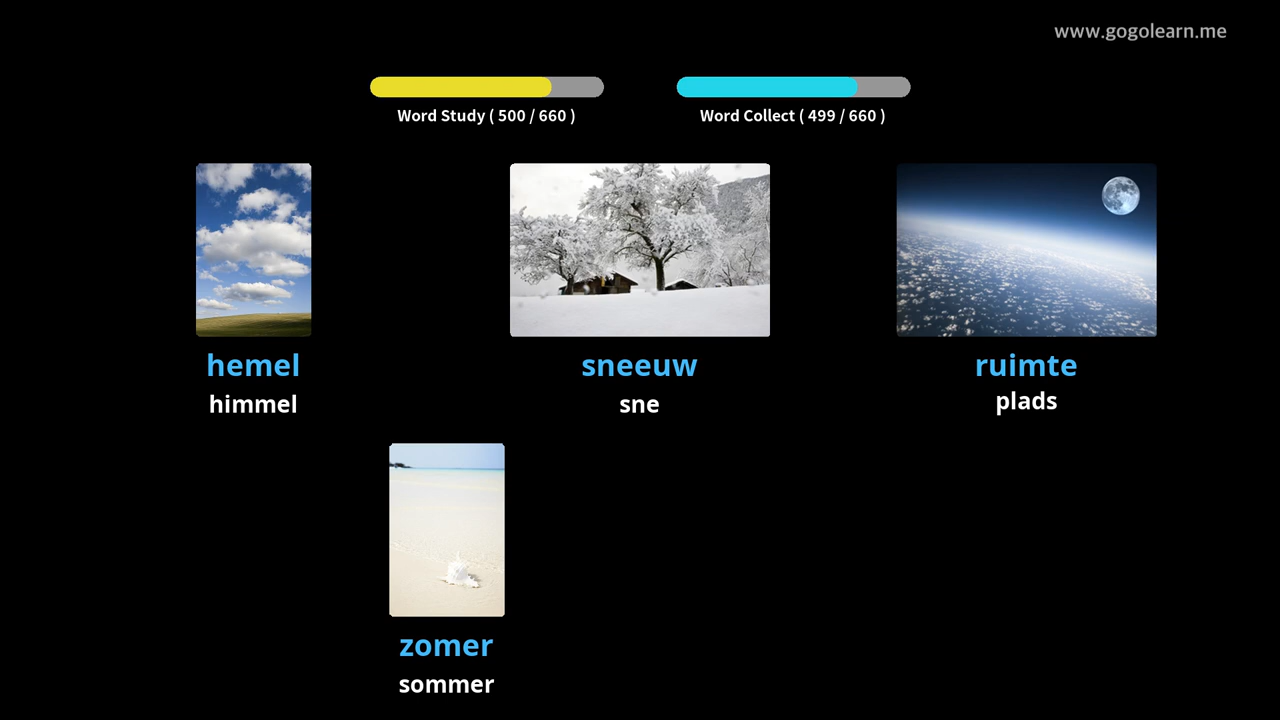 www.gogolearn.me
Word Study ( 500 / 660 )
Word Collect ( 499 / 660 )
hemel
himmel
sneeuw
sne
ruimte
plads
zomer
sommer